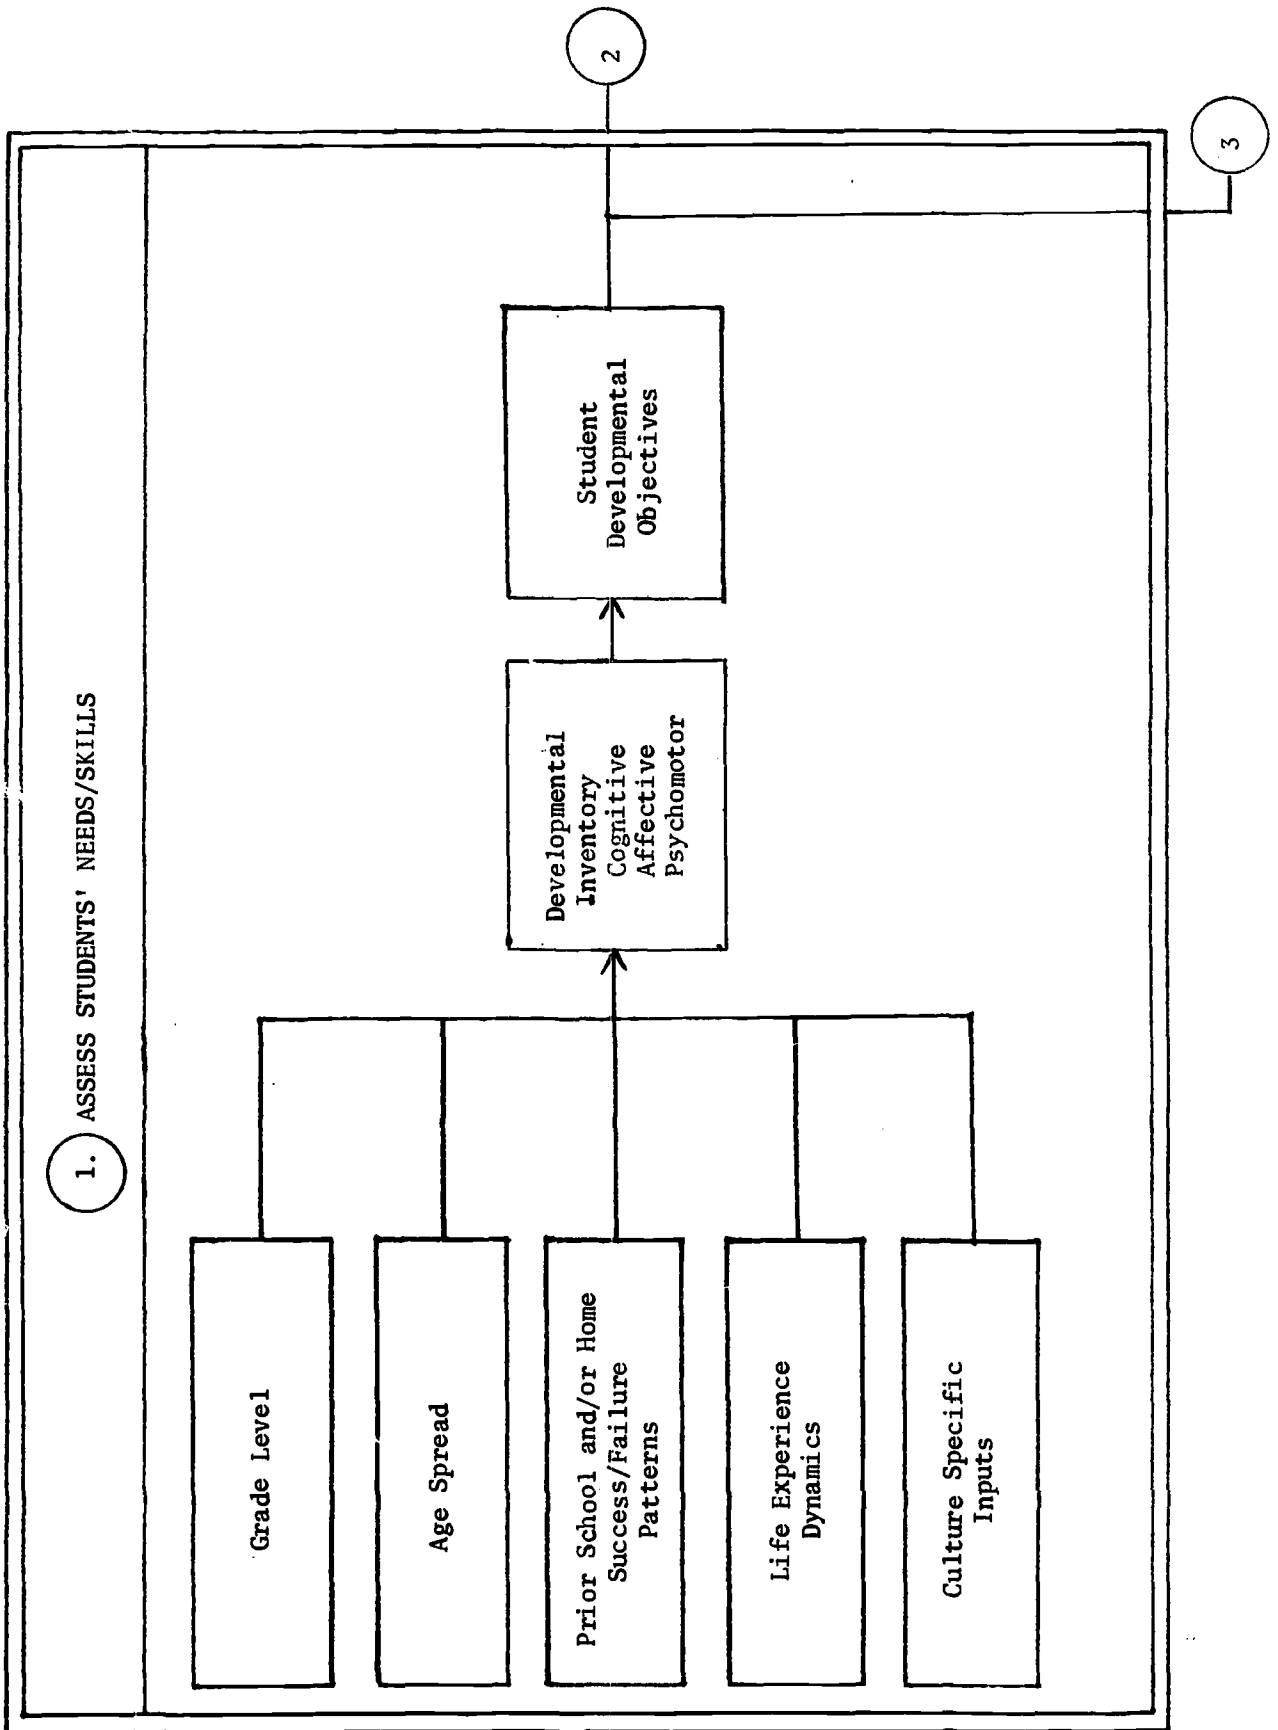 1. ASSESS STUDENTS' NEEDS/SKILLS
Grade Level
Age Spread
Prior School and/or Home
Success/Failure
Patterns
Life Experience
Dynamics
Culture Specific
Inputs
Developmental
Inventory
Cognitive
Affective
Psychomotor
Student
Developmental
Objectives
2
3